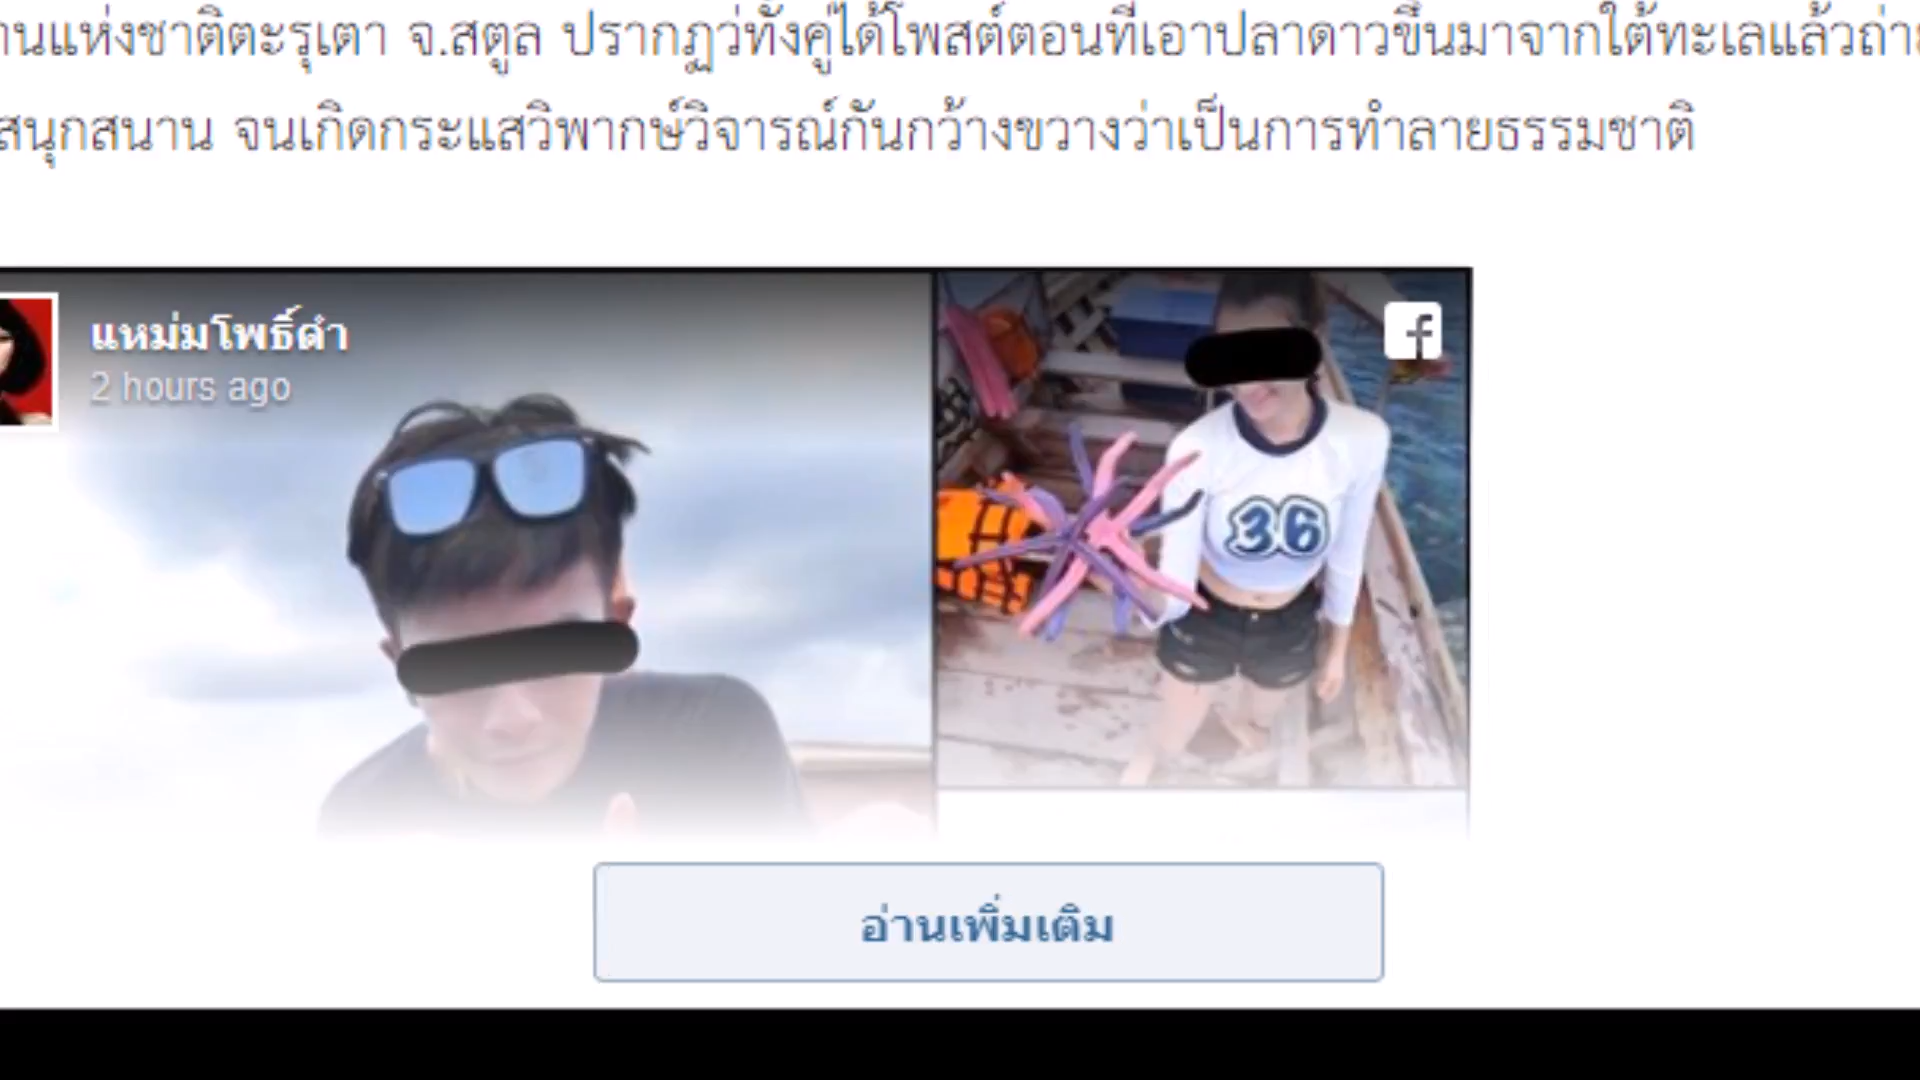 านแห่งชาติตะรุเตา จ.สตูล ปรากฏว่ทั้งคู่ได้โพสต์ตอนที่เอาปลาดาวขึ้นมาจากใต้ทะเลแล้วถ่า
สนุกสนาน จนเกิดกระแสวิพากษ์วิจารณ์กันกว้างขวางว่าเป็นการทำลายธรรมชาติ
แหม่มโพธิ์ดำ
2 hours ago
36
อ่านเพิ่มเติม